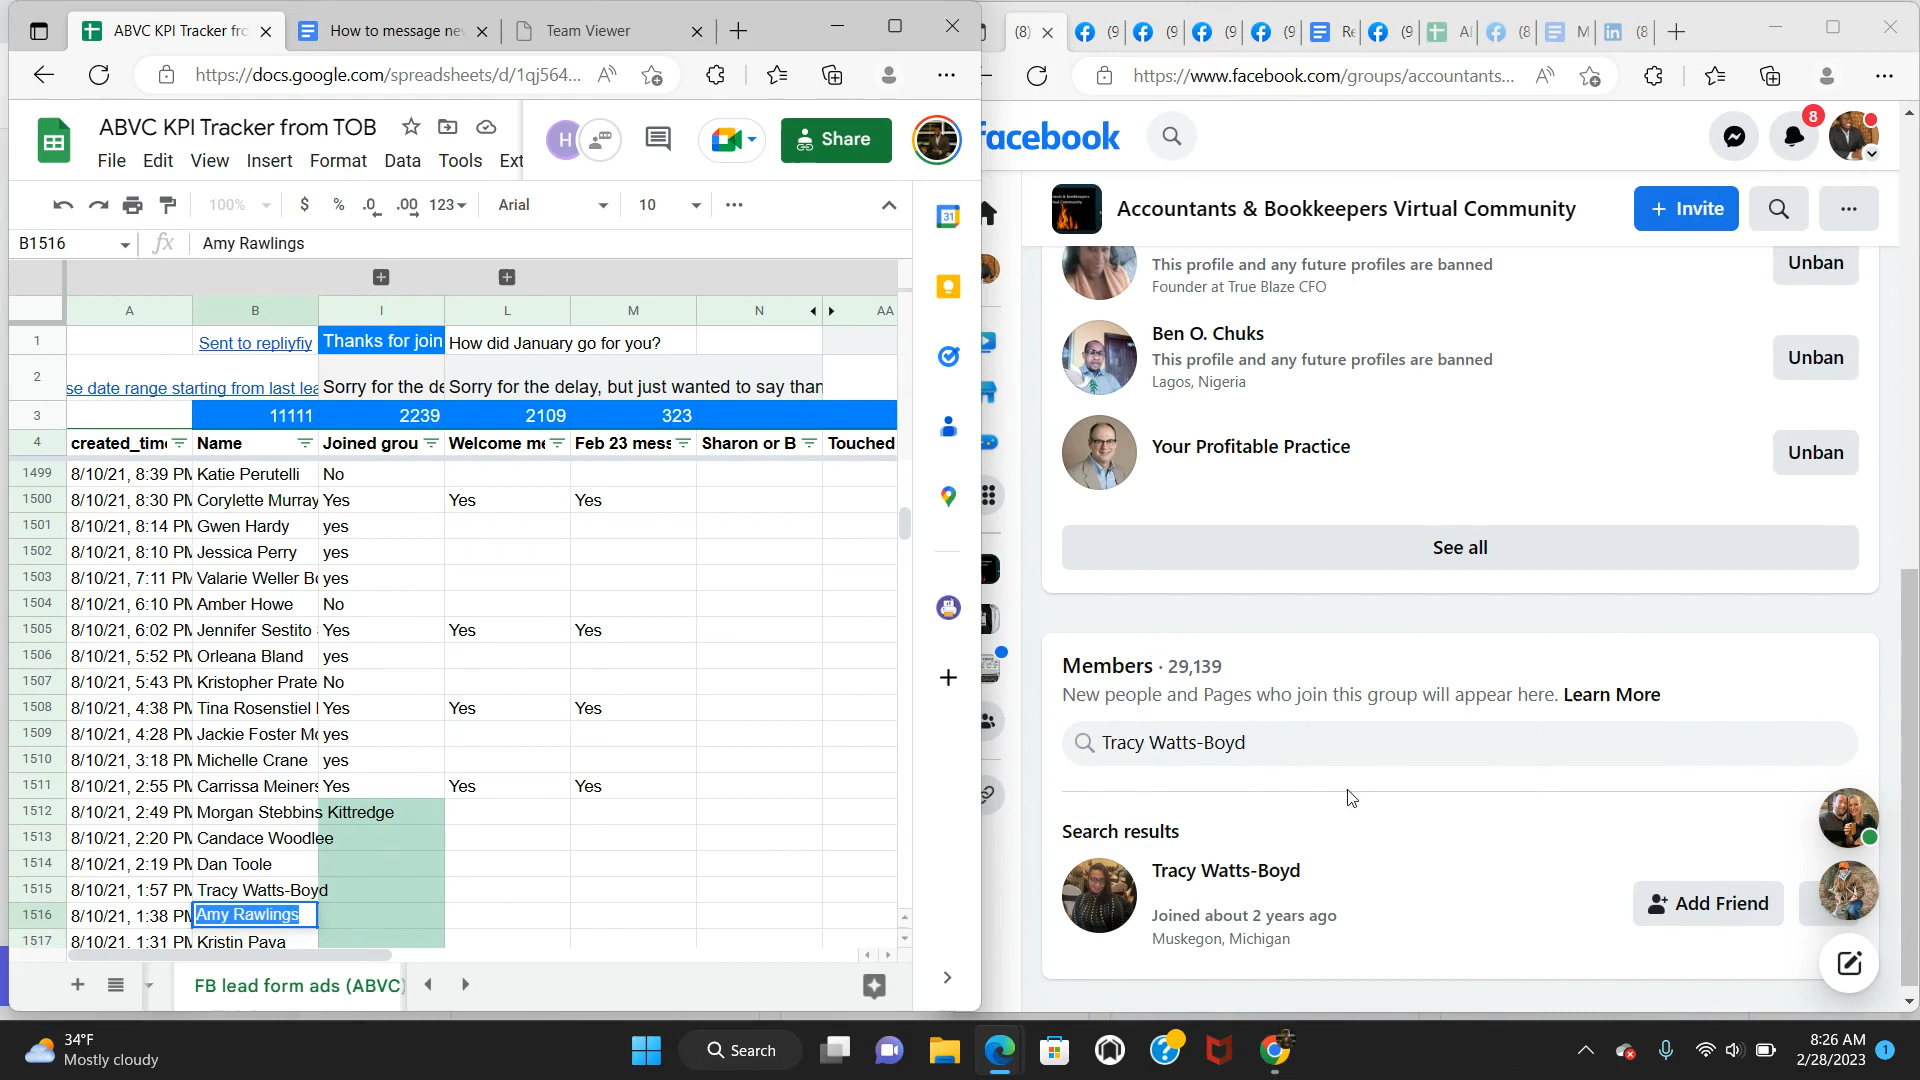 ABVC KPI Tracker fro
How to message ne
Team Viewer
https://docs.google.com/spreadsheets/d/1qj564...
ABVC KPI Tracker from TOB
File Edit View Insert Format Data Tools Ext
H
Share
100% $ % .0 .00 123 Arial 10
B1516 Amy Rawlings
A B I L M N AA
1 Sent to repliyfiy Thanks for join How did January go for you?
2 se date range starting from last lea Sorry for the de Sorry for the delay, but just wanted to say than
3 11111 2239 2109 323
4 created_time Name Joined grou Welcome me Feb 23 mess Sharon or B Touched
1499 8/10/21, 8:39 PM Katie Perutelli No
1500 8/10/21, 8:30 PM Corylette Murray Yes Yes Yes
1501 8/10/21, 8:14 PM Gwen Hardy yes
1502 8/10/21, 8:10 PM Jessica Perry yes
1503 8/10/21, 7:11 PM Valarie Weller Bo yes
1504 8/10/21, 6:10 PM Amber Howe No
1505 8/10/21, 6:02 PM Jennifer Sestito Yes Yes Yes
1506 8/10/21, 5:52 PM Orleana Bland yes
1507 8/10/21, 5:43 PM Kristopher Prate No
1508 8/10/21, 4:38 PM Tina Rosenstiel Yes Yes Yes
1509 8/10/21, 4:28 PM Jackie Foster Mc yes
1510 8/10/21, 3:18 PM Michelle Crane yes
1511 8/10/21, 2:55 PM Carrissa Meiners Yes Yes Yes
1512 8/10/21, 2:49 PM Morgan Stebbins Kittredge
1513 8/10/21, 2:20 PM Candace Woodlee
1514 8/10/21, 2:19 PM Dan Toole
1515 8/10/21, 1:57 PM Tracy Watts-Boyd
1516 8/10/21, 1:38 PM Amy Rawlings
1517 8/10/21, 1:31 PM Kristin Pava
FB lead form ads (ABVC)
31
(8) (9 (9 (9 (9 Re (9 Al (8 M (8
https://www.facebook.com/groups/accountants...
facebook
8
Accountants & Bookkeepers Virtual Community
Invite
This profile and any future profiles are banned
Founder at True Blaze CFO
Unban
Ben O. Chuks
This profile and any future profiles are banned
Lagos, Nigeria
Unban
Your Profitable Practice
Unban
See all
Members · 29,139
New people and Pages who join this group will appear here. Learn More
Tracy Watts-Boyd
Search results
Tracy Watts-Boyd
Joined about 2 years ago
Muskegon, Michigan
Add Friend
34°F
Mostly cloudy
Search
8:26 AM
2/28/2023
1